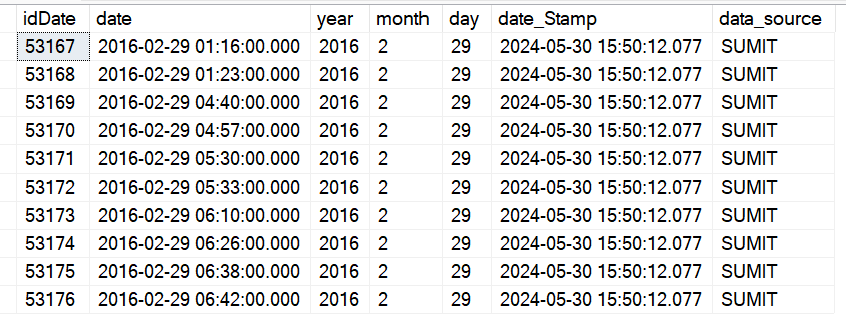 idDate date year month day date_Stamp data_source
53167 2016-02-29 01:16:00.000 2016 2 29 2024-05-30 15:50:12.077 SUMIT
53168 2016-02-29 01:23:00.000 2016 2 29 2024-05-30 15:50:12.077 SUMIT
53169 2016-02-29 04:40:00.000 2016 2 29 2024-05-30 15:50:12.077 SUMIT
53170 2016-02-29 04:57:00.000 2016 2 29 2024-05-30 15:50:12.077 SUMIT
53171 2016-02-29 05:30:00.000 2016 2 29 2024-05-30 15:50:12.077 SUMIT
53172 2016-02-29 05:33:00.000 2016 2 29 2024-05-30 15:50:12.077 SUMIT
53173 2016-02-29 06:10:00.000 2016 2 29 2024-05-30 15:50:12.077 SUMIT
53174 2016-02-29 06:26:00.000 2016 2 29 2024-05-30 15:50:12.077 SUMIT
53175 2016-02-29 06:38:00.000 2016 2 29 2024-05-30 15:50:12.077 SUMIT
53176 2016-02-29 06:42:00.000 2016 2 29 2024-05-30 15:50:12.077 SUMIT